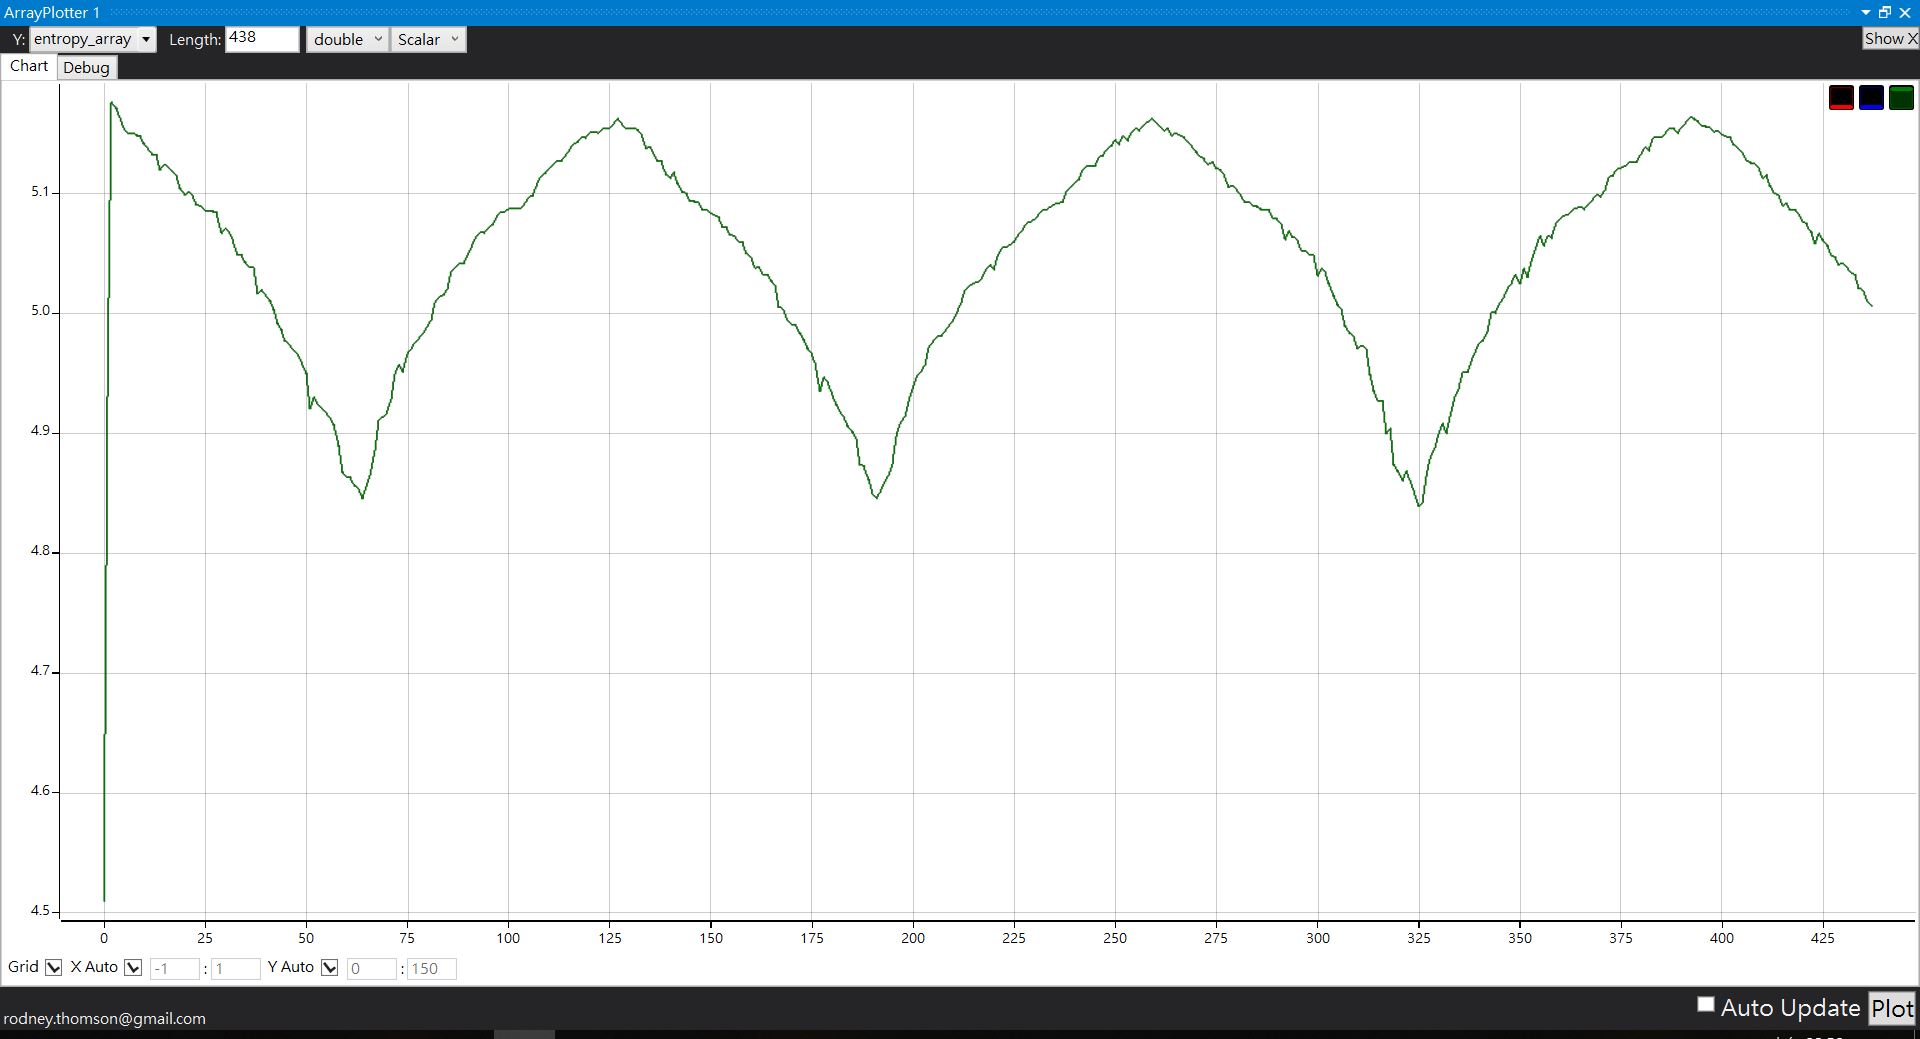 ArrayPlotter 1
Y: entropy_array Length: 438 double Scalar Show X
Chart Debug
5.1
5.0
4.9
4.8
4.7
4.6
4.5
0 25 50 75 100 125 150 175 200 225 250 275 300 325 350 375 400 425
Grid X Auto -1 : 1 Y Auto 0 : 150
Auto Update Plot
rodney.thomson@gmail.com